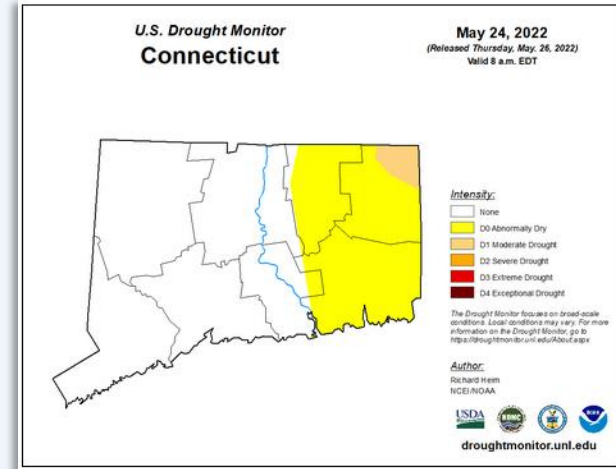 U.S. Drought Monitor
Connecticut
May 24, 2022
(Released Thursday, May. 26, 2022)
Valid 8 a.m. EDT
Intensity:
None
D0 Abnormally Dry
D1 Moderate Drought
D2 Severe Drought
D3 Extreme Drought
D4 Exceptional Drought
The Drought Monitor focuses on broad-scale
conditions. Local conditions may vary. For more
information on the Drought Monitor, go to
https://droughtmonitor.unl.edu/About.aspx
Author:
Richard Heim
NCEI/NOAA
USDA
NDMC
droughtmonitor.unl.edu